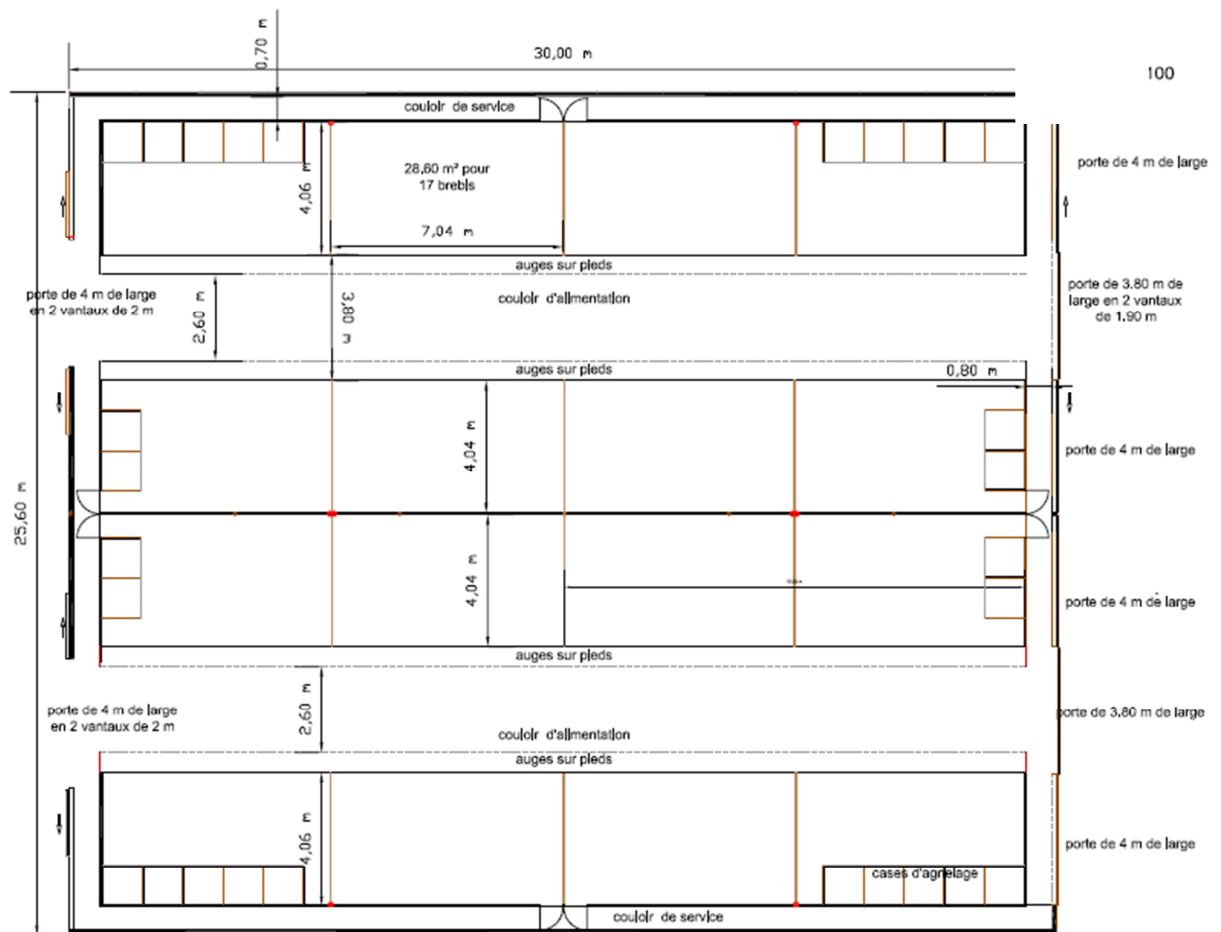 0,70 m
30,00 m
100
couloir de service
28,60 m² pour
17 brebis
4,06 m
7,04 m
porte de 4 m de large
auges sur pieds
couloir d'alimentation
porte de 4 m de large
en 2 vantaux de 2 m
2,60 m
3,80 m
porte de 3.80 m de
large en 2 vantaux
de 1.90 m
auges sur pieds
0,80 m
4,04 m
porte de 4 m de large
25,60 m
4,04 m
porte de 4 m de large
auges sur pieds
porte de 4 m de large
en 2 vantaux de 2 m
2,60 m
porte de 3.80 m de large
couloir d'alimentation
auges sur pieds
4,06 m
porte de 4 m de large
cases d'agnelage
couloir de service